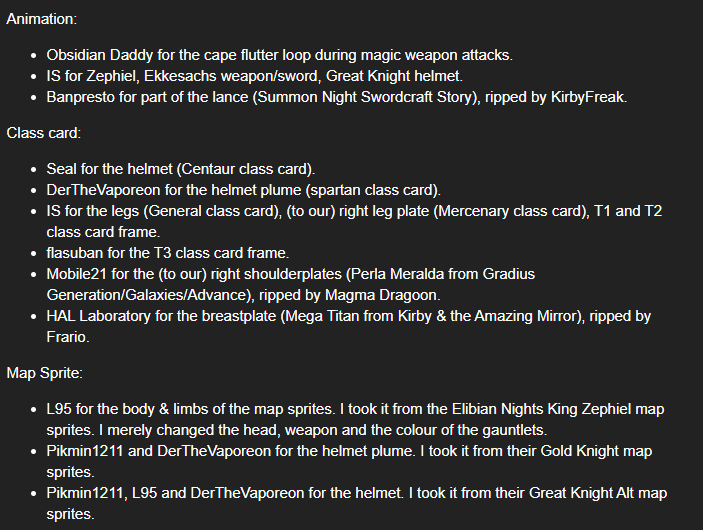 Animation:
• Obsidian Daddy for the cape flutter loop during magic weapon attacks.
• IS for Zephiel, Ekkesachs weapon/sword, Great Knight helmet.
• Banpresto for part of the lance (Summon Night Swordcraft Story), ripped by KirbyFreak.
Class card:
• Seal for the helmet (Centaur class card).
• DerTheVaporeon for the helmet plume (spartan class card).
• IS for the legs (General class card), (to our) right leg plate (Mercenary class card), T1 and T2
class card frame.
• flasuban for the T3 class card frame.
• Mobile21 for the (to our) right shoulderplates (Perla Meralda from Gradius
Generation/Galaxies/Advance), ripped by Magma Dragoon.
• HAL Laboratory for the breastplate (Mega Titan from Kirby & the Amazing Mirror), ripped by
Frario.
Map Sprite:
• L95 for the body & limbs of the map sprites. I took it from the Elibian Nights King Zephiel map
sprites. I merely changed the head, weapon and the colour of the gauntlets.
• Pikmin1211 and DerTheVaporeon for the helmet plume. I took it from their Gold Knight map
sprites.
• Pikmin1211, L95 and DerTheVaporeon for the helmet. I took it from their Great Knight Alt map
sprites.